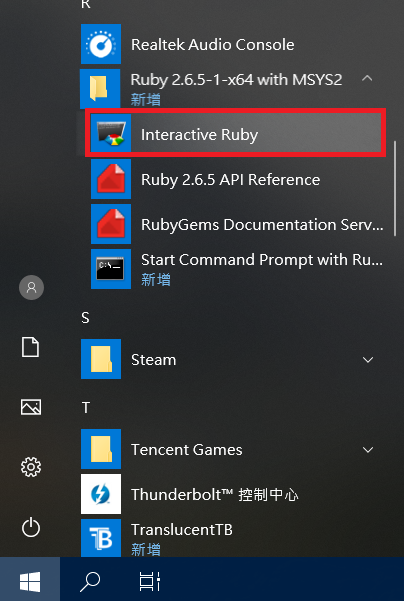 R
Realtek Audio Console
Ruby 2.6.5-1-x64 with MSYS2
新增
Interactive Ruby
Ruby 2.6.5 API Reference
RubyGems Documentation Serv...
Start Command Prompt with Ru...
新增
S
Steam
T
Tencent Games
Thunderbolt™ 控制中心
TranslucentTB
新增